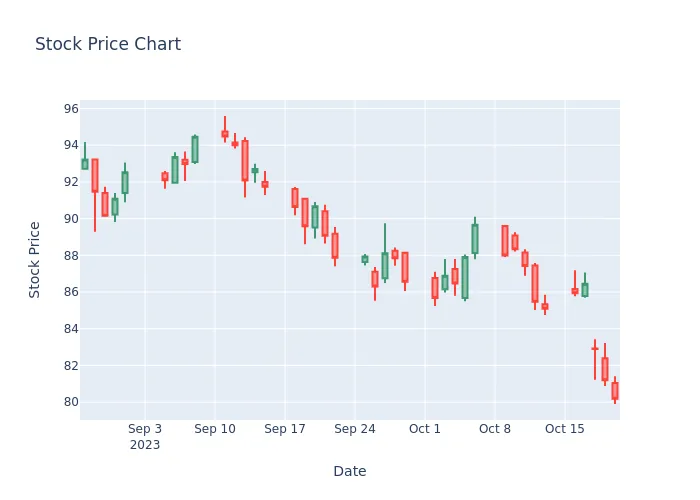 Stock Price Chart
96
94
92
90
88
86
84
82
80
Stock Price
Sep 3
2023
Sep 10
Sep 17
Sep 24
Oct 1
Oct 8
Oct 15
Date